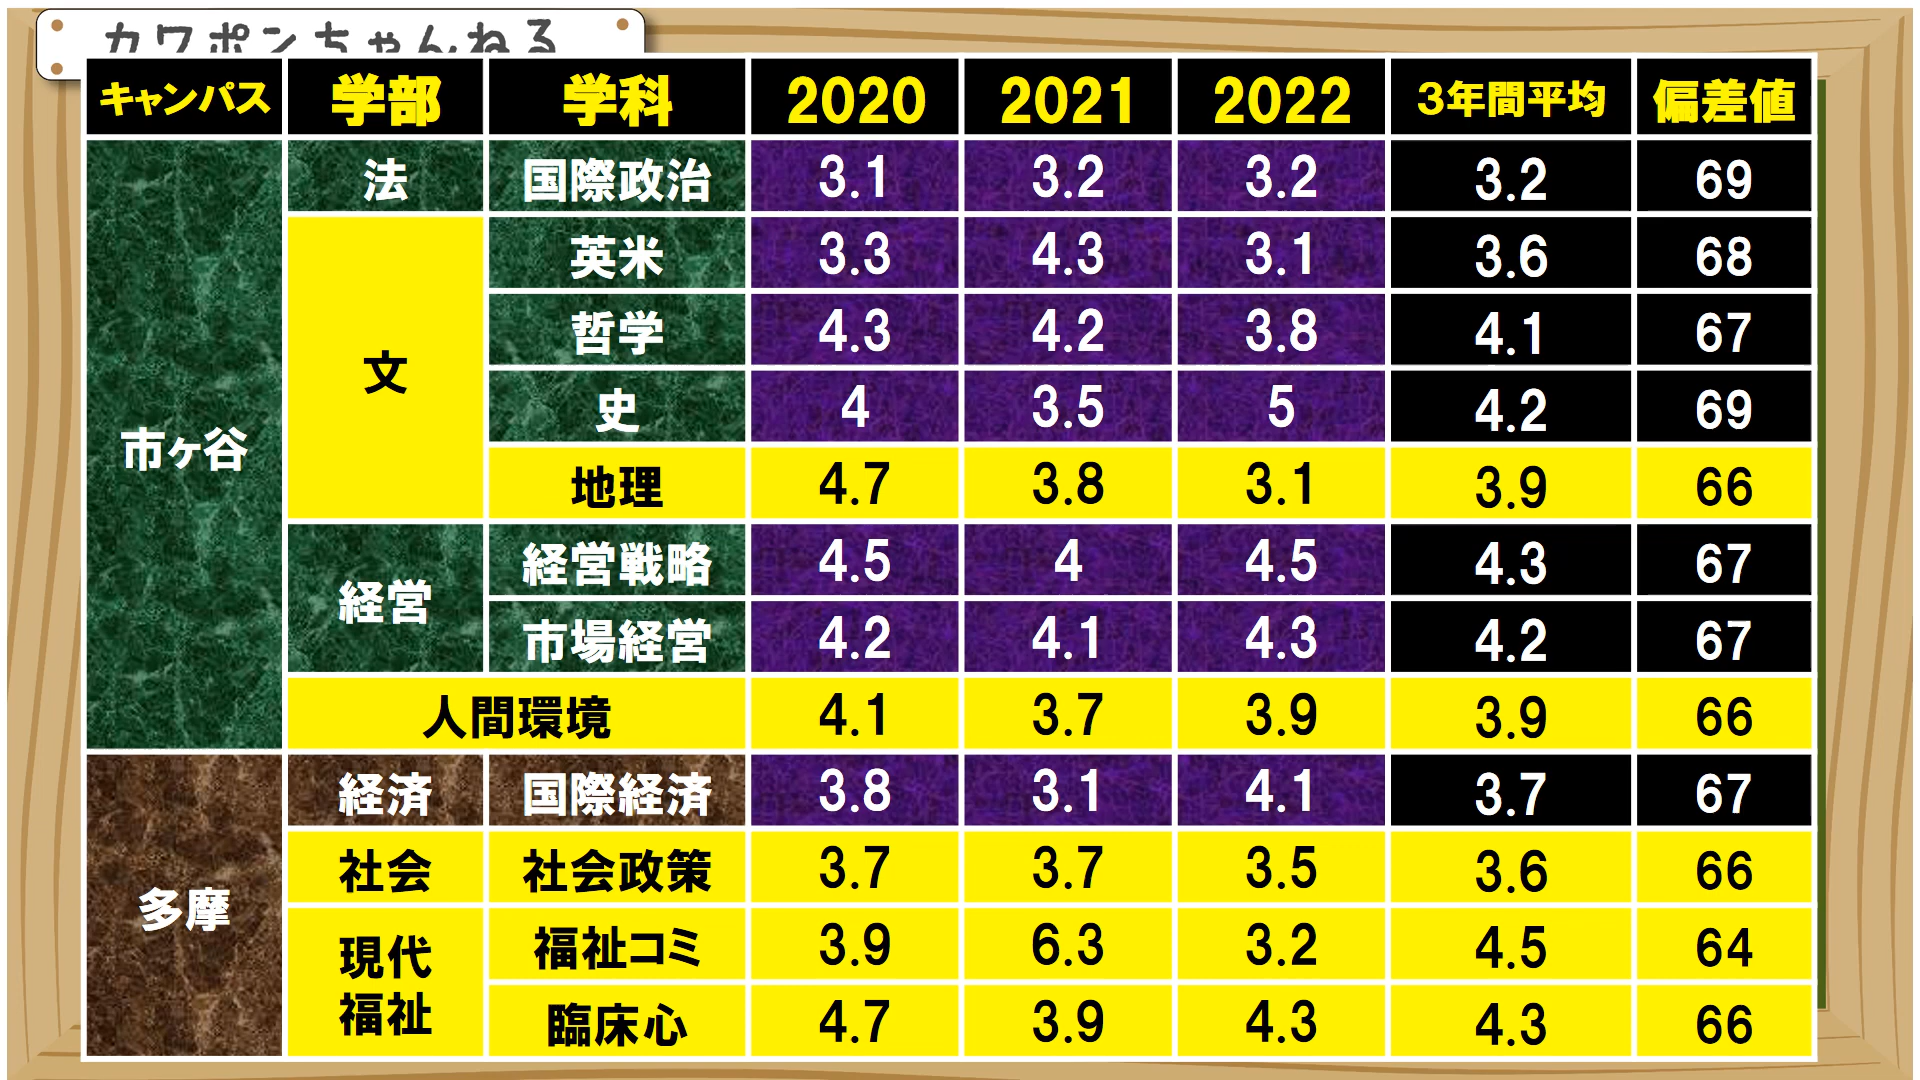 カワポンちゃんねる
キャンパス 学部 学科 2020 2021 2022 3年間平均 偏差値
市ヶ谷 法 国際政治 3.1 3.2 3.2 3.2 69
文 英米 3.3 4.3 3.1 3.6 68
哲学 4.3 4.2 3.8 4.1 67
史 4 3.5 5 4.2 69
地理 4.7 3.8 3.1 3.9 66
経営 経営戦略 4.5 4 4.5 4.3 67
市場経営 4.2 4.1 4.3 4.2 67
人間環境 4.1 3.7 3.9 3.9 66
多摩 経済 国際経済 3.8 3.1 4.1 3.7 67
社会 社会政策 3.7 3.7 3.5 3.6 66
現代福祉 福祉コミ 3.9 6.3 3.2 4.5 64
臨床心 4.7 3.9 4.3 4.3 66